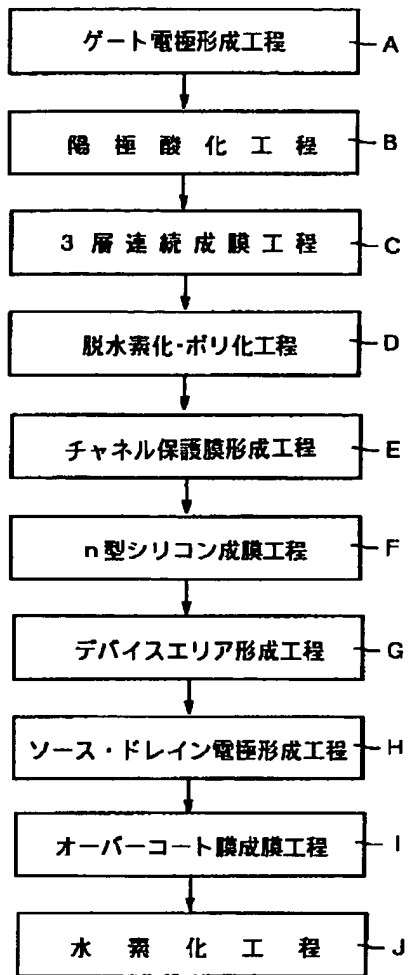 ゲート電極形成工程 A
陽極酸化工程 B
3層連続成膜工程 C
脱水素化・ポリ化工程 D
チャネル保護膜形成工程 E
n型シリコン成膜工程 F
デバイスエリア形成工程 G
ソース・ドレイン電極形成工程 H
オーバーコート膜成膜工程 I
水素化工程 J